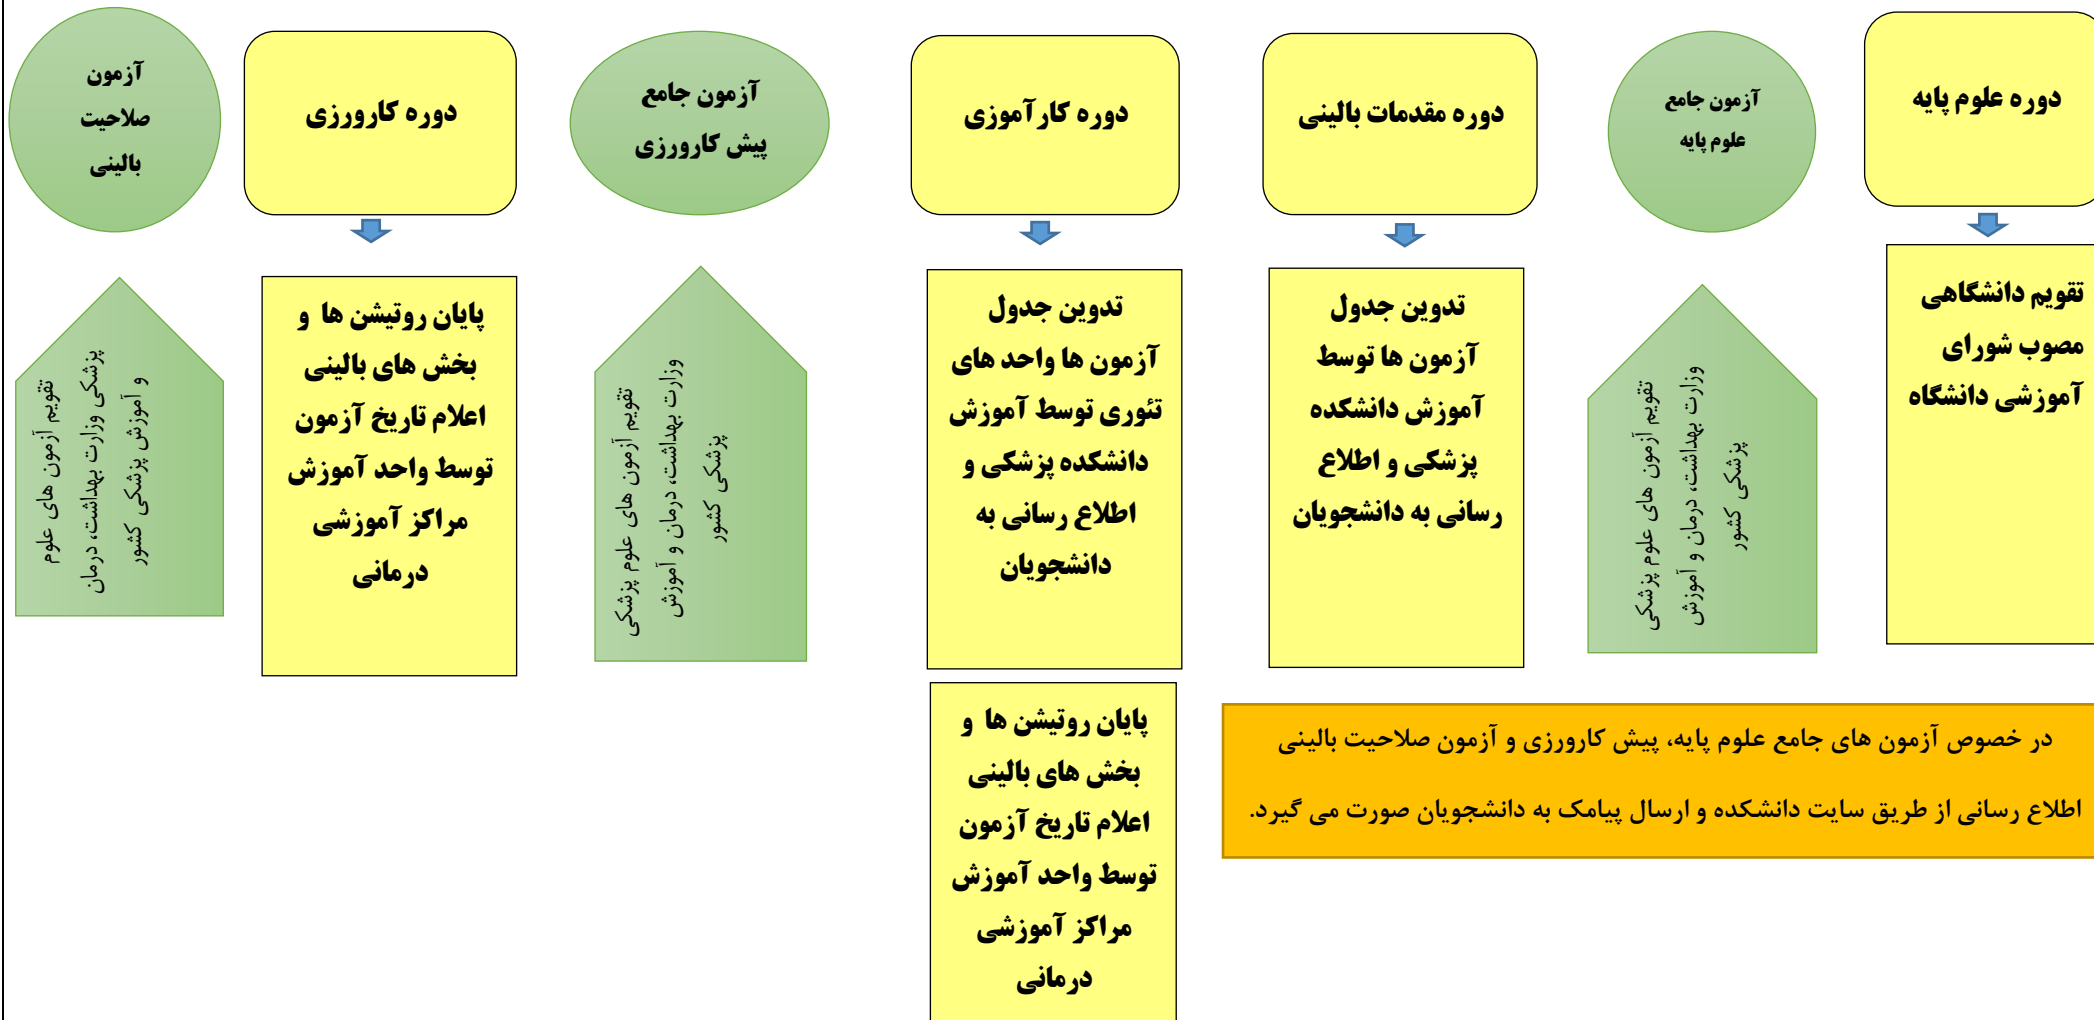 دوره علوم پایه
تقویم دانشگاهی
مصوب شورای
آموزشی دانشگاه
آزمون جامع
علوم پایه
تقویم آزمون های علوم پزشکی
وزارت بهداشت، درمان و آموزش
پزشکی کشور
دوره مقدمات بالینی
تدوین جدول
آزمون ها توسط
آموزش دانشکده
پزشکی و اطلاع
رسانی به دانشجویان
دوره کارآموزی
تدوین جدول
آزمون ها واحد های
تئوری توسط آموزش
دانشکده پزشکی و
اطلاع رسانی به
دانشجویان
پایان روتیشن ها و
بخش های بالینی
اعلام تاریخ آزمون
توسط واحد آموزش
مراکز آموزشی
درمانی
آزمون جامع
پیش کارورزی
تقویم آزمون های علوم پزشکی
وزارت بهداشت، درمان و آموزش
پزشکی کشور
دوره کارورزی
پایان روتیشن ها و
بخش های بالینی
اعلام تاریخ آزمون
توسط واحد آموزش
مراکز آموزشی
درمانی
آزمون
صلاحیت
بالینی
تقویم آزمون های علوم
پزشکی وزارت بهداشت، درمان
و آموزش پزشکی کشور
در خصوص آزمون های جامع علوم پایه، پیش کارورزی و آزمون صلاحیت بالینی
اطلاع رسانی از طریق سایت دانشکده و ارسال پیامک به دانشجویان صورت می گیرد.